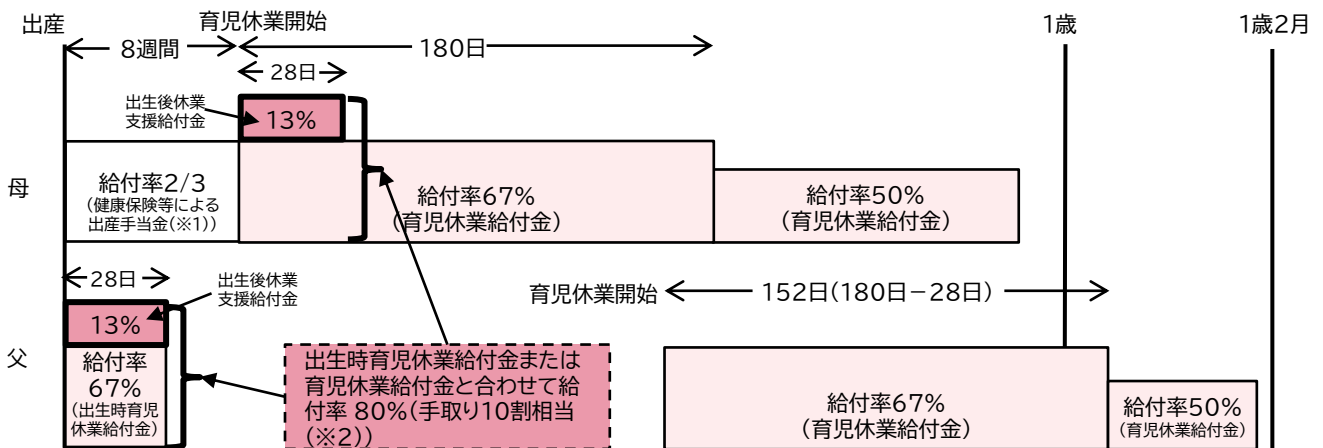 出産
育児休業開始
1歳
1歳2月
8週間
180日
28日
出生後休業
支援給付金
13%
母
給付率2/3
(健康保険等による
出産手当金(※1))
給付率67%
(育児休業給付金)
給付率50%
(育児休業給付金)
28日
出生後休業
支援給付金
育児休業開始
152日(180日－28日)
13%
父
給付率
67%
(出生時育児
休業給付金)
出生時育児休業給付金または
育児休業給付金と合わせて給
付率 80%(手取り10割相当
(※2))
給付率67%
(育児休業給付金)
給付率50%
(育児休業給付金)